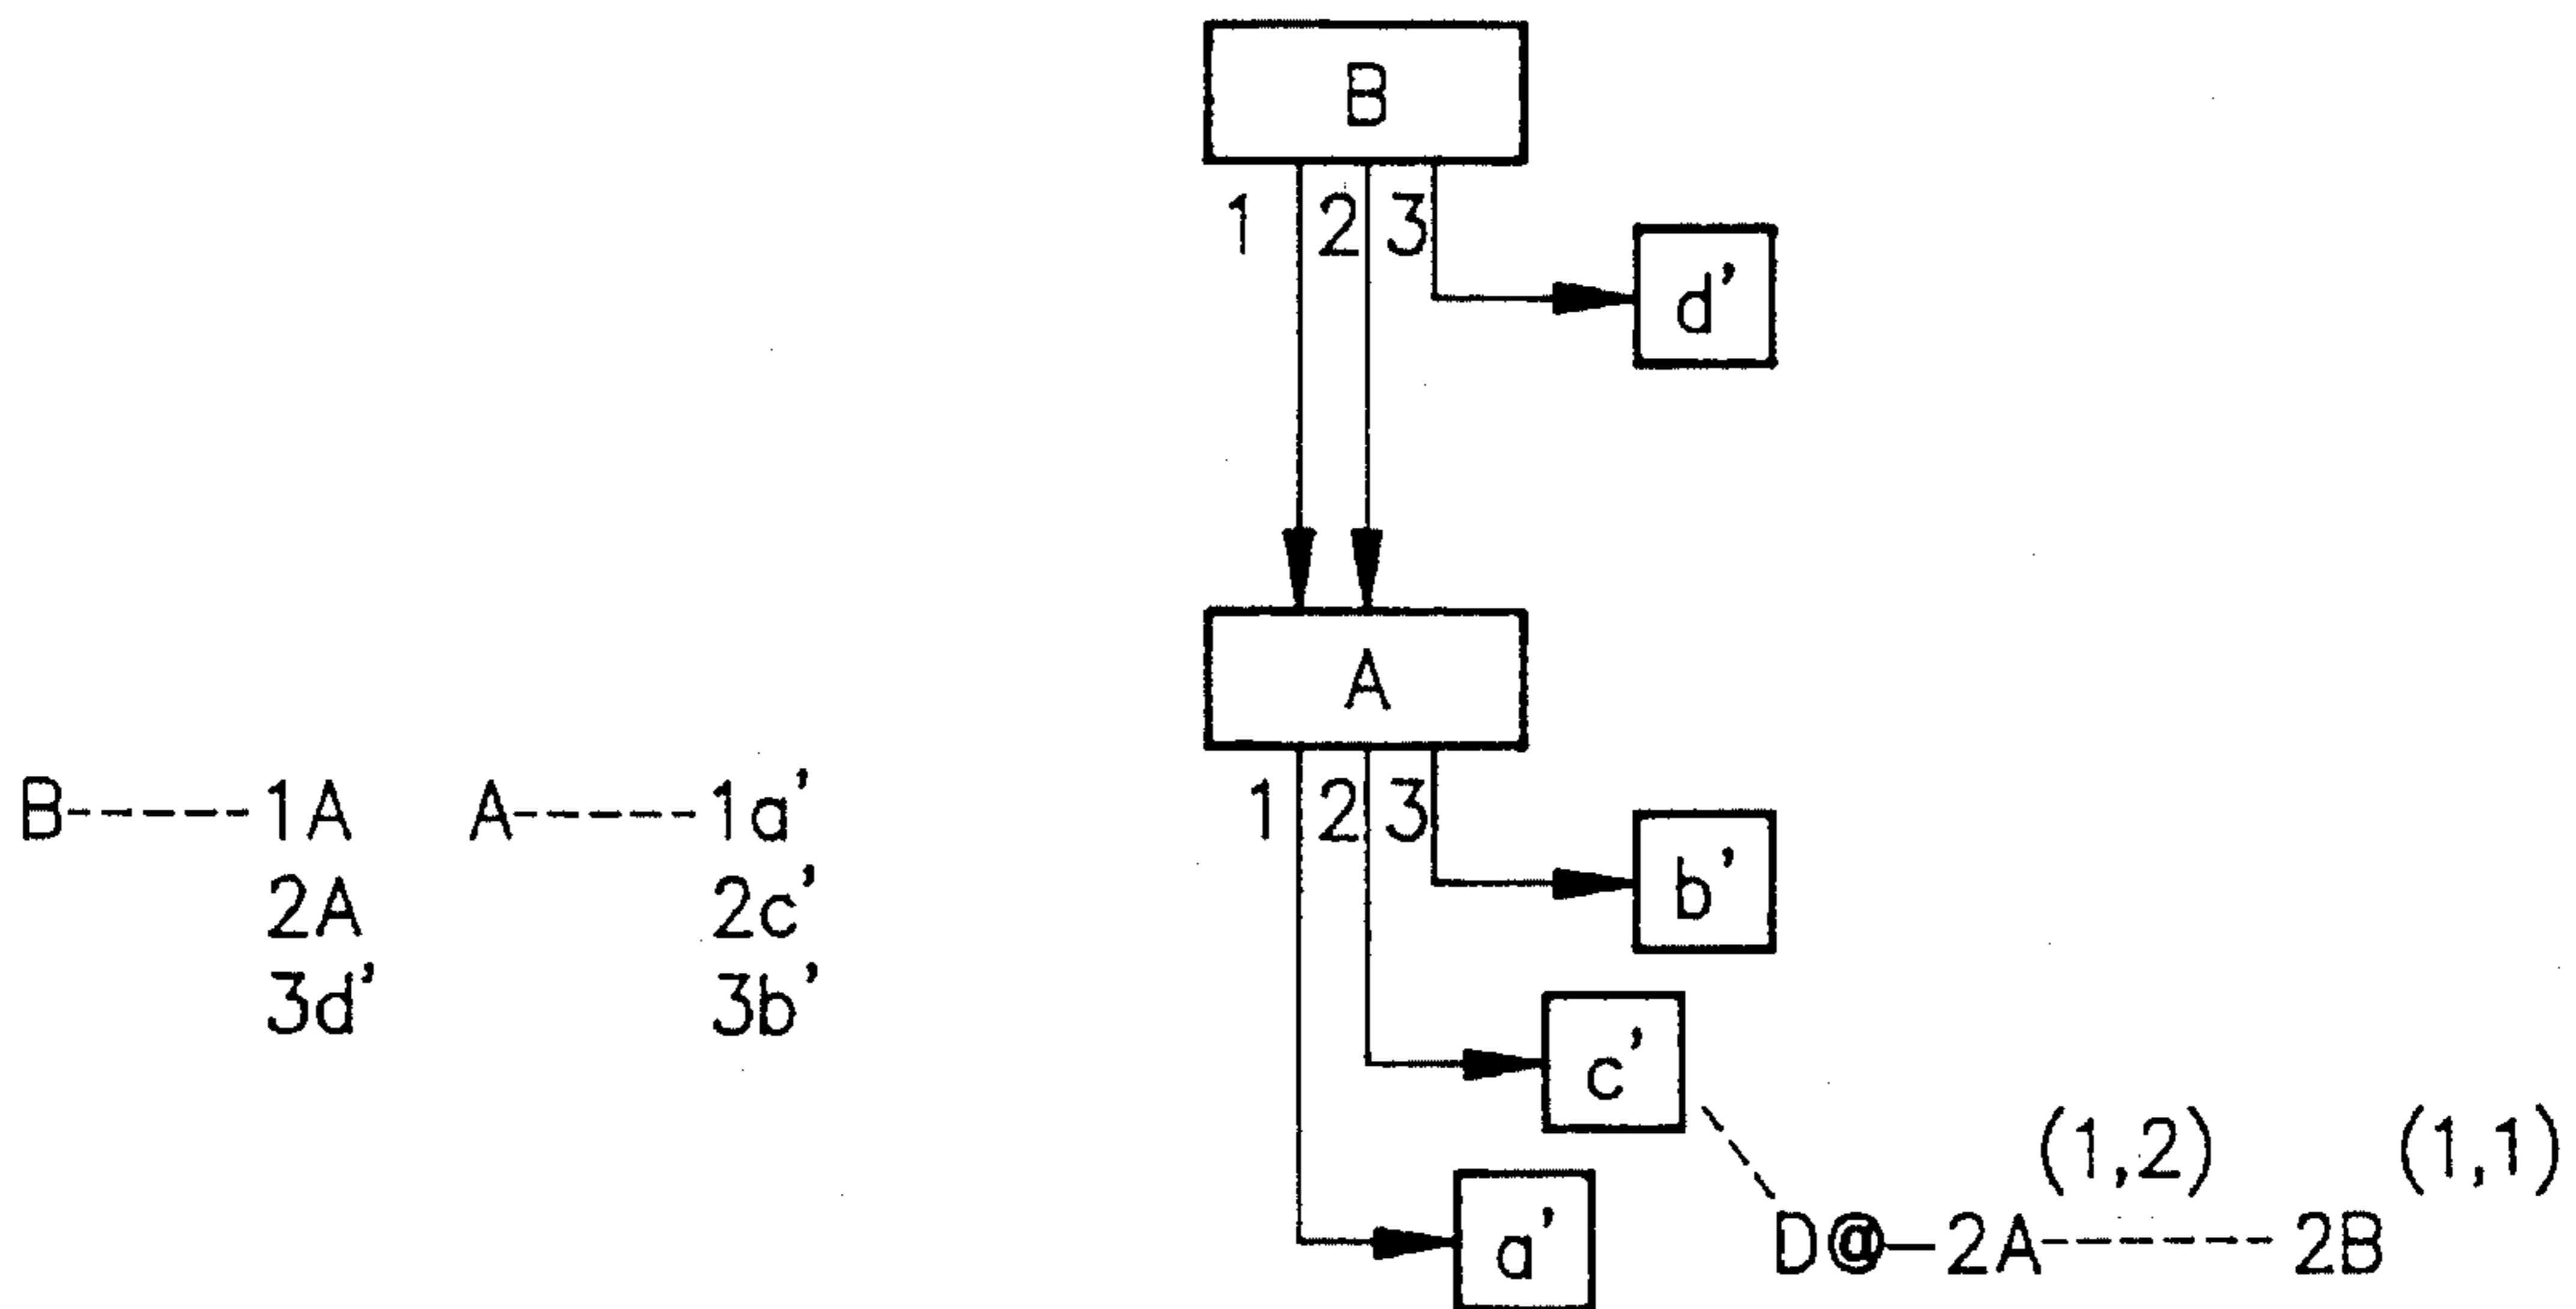 B
1 2 3
d'
A
B------1A A------1a'
2A 2c'
3d' 3b'
1 2 3
b'
c'
a'
(1,2) (1,1)
D@—2A-------2B